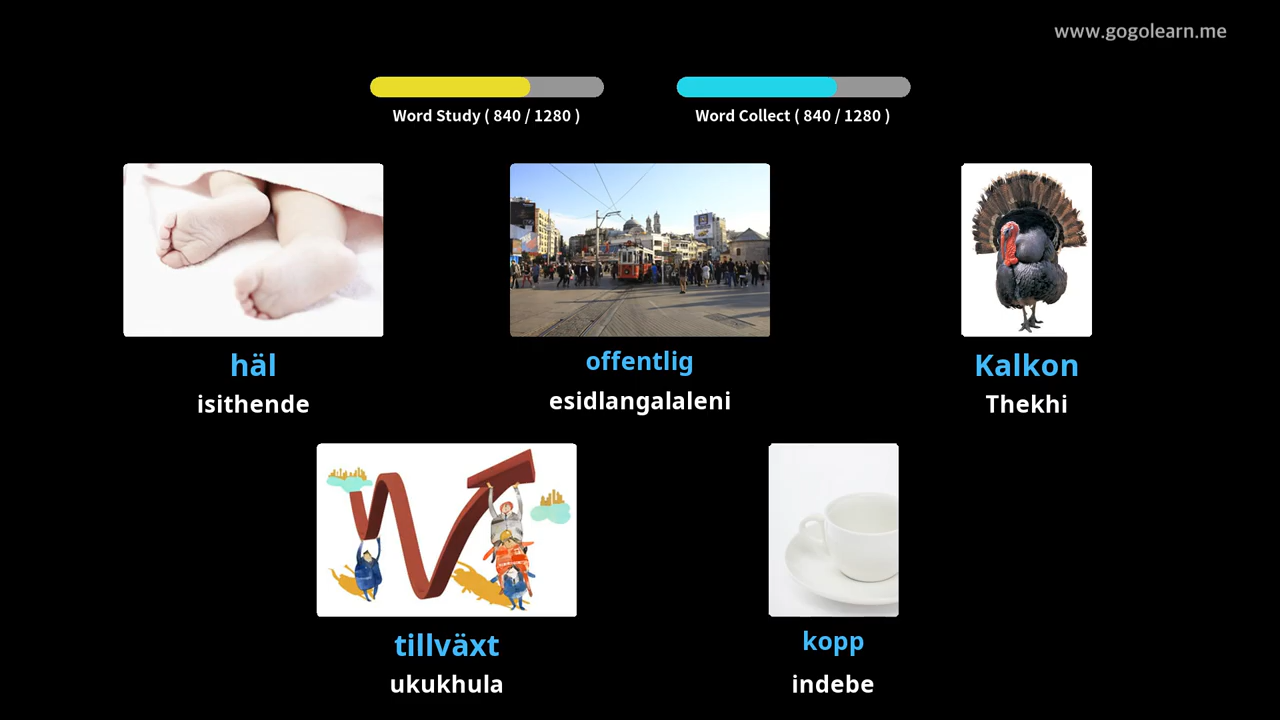 www.gogolearn.me
Word Study ( 840 / 1280 )
Word Collect ( 840 / 1280 )
häl
isithende
offentlig
esidlangalaleni
Kalkon
Thekhi
tillväxt
ukukhula
kopp
indebe